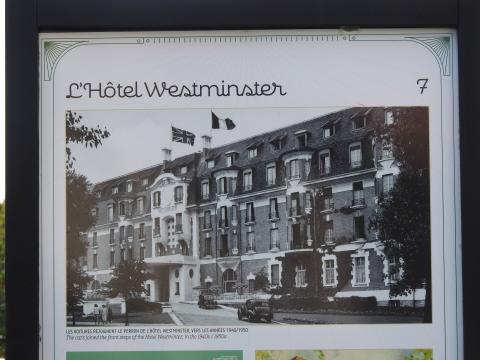 L'Hôtel Westminster
7
LES VOITURES REJOIGNENT LE PERRON DE L'HÔTEL WESTMINSTER, VERS LES ANNÉES 1940/1950
The cars joined the front steps of the Hotel Westminster, in the 1940s / 1950s